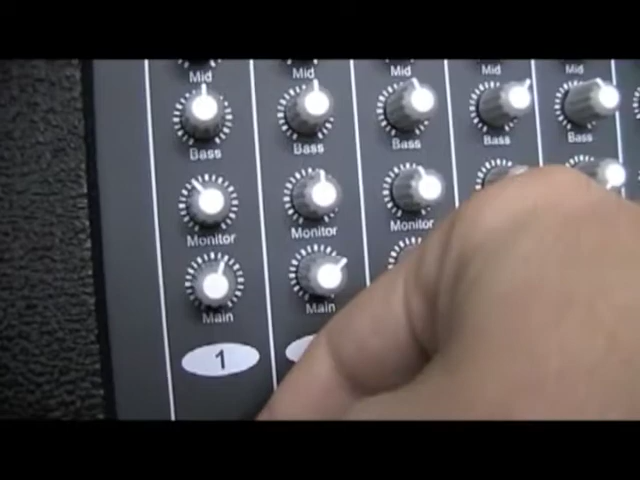 Mid Mid Mid Mid Mid
Bass Bass Bass Bass Bass
Monitor Monitor Monitor
Main Main
1